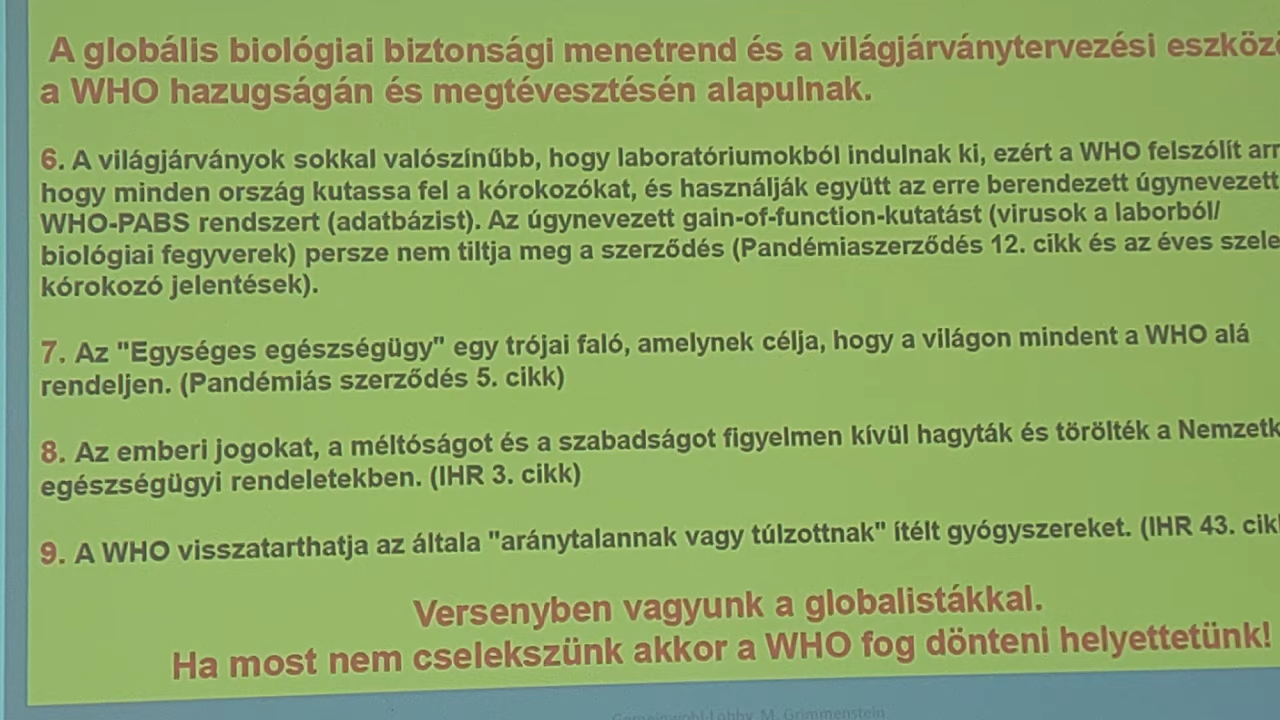 A globális biológiai biztonsági menetrend és a világjárványtervezési
a WHO hazugságán és megtévesztésén alapulnak.
6. A világjárványok sokkal valószínűbb, hogy laboratóriumokból indulnak ki, ezért a WHO felszólít
hogy minden ország kutassa fel a kórokozókat, és használják együtt az erre berendezett úgynevezett
WHO-PABS rendszert (adatbázist). Az úgynevezett gain-of-function-kutatást (virusok a laborból/
biológiai fegyverek) persze nem tiltja meg a szerződés (Pandémiaszerződés 12. cikk és az éves
kórokozó jelentések).
7. Az "Egységes egészségügy" egy trójai faló, amelynek célja, hogy a világon mindent a WHO alá
rendeljen. (Pandémiás szerződés 5. cikk)
8. Az emberi jogokat, a méltóságot és a szabadságot figyelmen kívül hagyták és törölték a
egészségügyi rendeletekben. (IHR 3. cikk)
9. A WHO visszatarthatja az általa "aránytalannak vagy túlzottnak" ítélt gyógyszereket. (IHR 43.
Versenyben vagyunk a globalistákkal.
Ha most nem cselekszünk akkor a WHO fog dönteni helyettetünk!
M. Grimmenstein